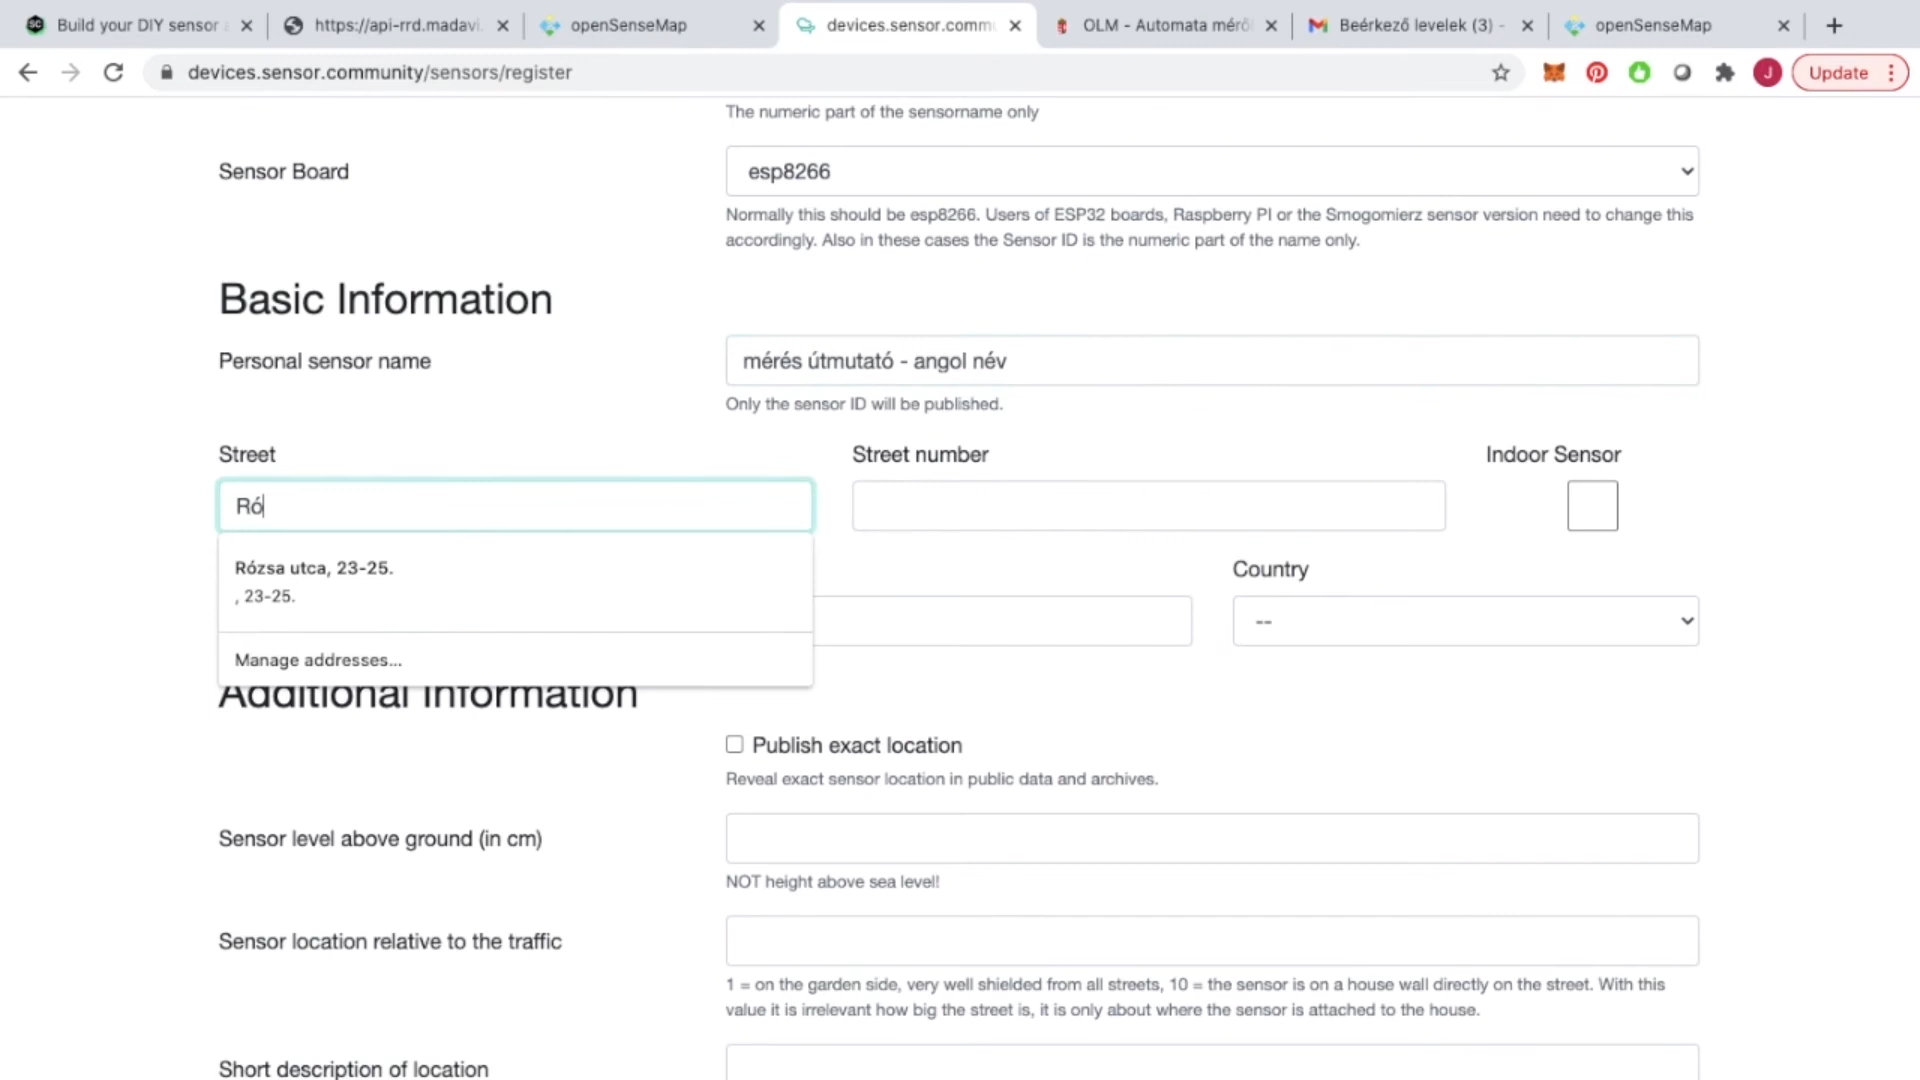 Build your DIY sensor a
https://api-rrd.madavi.
openSenseMap
devices.sensor.commu
OLM - Automata mérő
Beérkező levelek (3) -
openSenseMap
devices.sensor.community/sensors/register
J
Update
The numeric part of the sensorname only
Sensor Board
esp8266
Normally this should be esp8266. Users of ESP32 boards, Raspberry PI or the Smogomierz sensor version need to change this
accordingly. Also in these cases the Sensor ID is the numeric part of the name only.
Basic Information
Personal sensor name
mérés útmutató - angol név
Only the sensor ID will be published.
Street
Street number
Indoor Sensor
Ró
Rózsa utca, 23-25.
, 23-25.
Manage addresses...
Country
--
Additional Information
Publish exact location
Reveal exact sensor location in public data and archives.
Sensor level above ground (in cm)
NOT height above sea level!
Sensor location relative to the traffic
1 = on the garden side, very well shielded from all streets, 10 = the sensor is on a house wall directly on the street. With this
value it is irrelevant how big the street is, it is only about where the sensor is attached to the house.
Short description of location